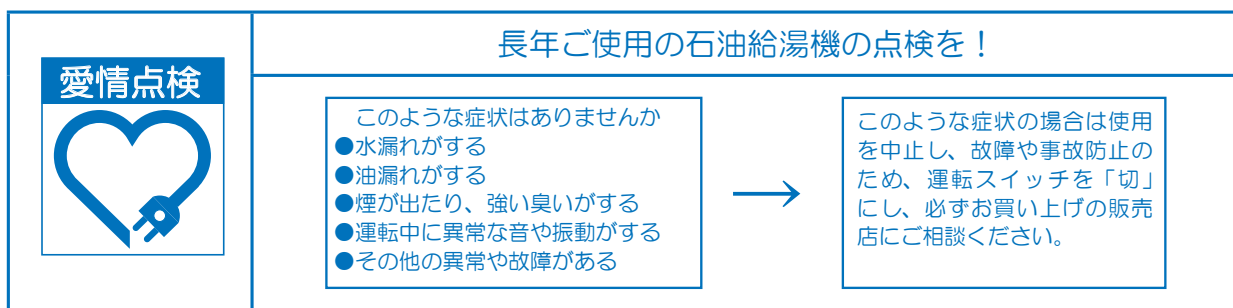 長年ご使用の石油給湯機の点検を！
愛情点検
このような症状はありませんか
●水漏れがする
●油漏れがする
●煙が出たり、強い臭いがする
●運転中に異常な音や振動がする
●その他の異常や故障がある
このような症状の場合は使用
を中止し、故障や事故防止の
ため、運転スイッチを「切」
にし、必ずお買い上げの販売
店にご相談ください。